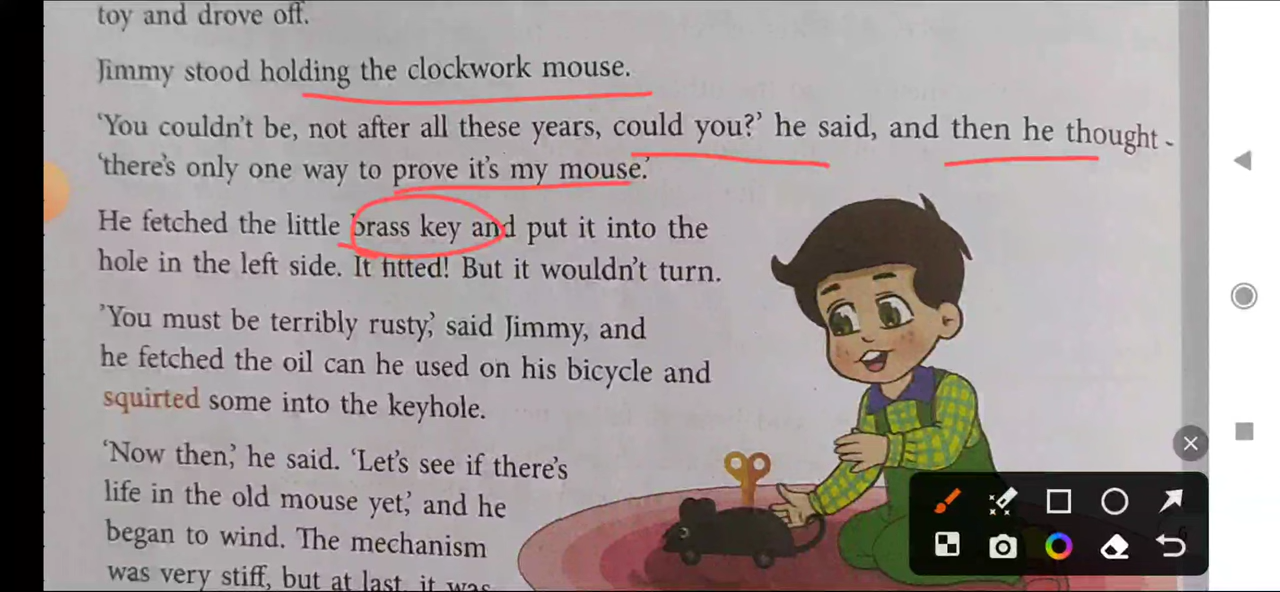 toy and drove off.
Jimmy stood holding the clockwork mouse.
‘You couldn’t be, not after all these years, could you?’ he said, and then he thought -
‘there’s only one way to prove it’s my mouse.’
He fetched the little brass key and put it into the
hole in the left side. It fitted! But it wouldn’t turn.
’You must be terribly rusty,’ said Jimmy, and
he fetched the oil can he used on his bicycle and
squirted some into the keyhole.
‘Now then,’ he said. ‘Let’s see if there’s
life in the old mouse yet,’ and he
began to wind. The mechanism
was very stiff, but at last, it was